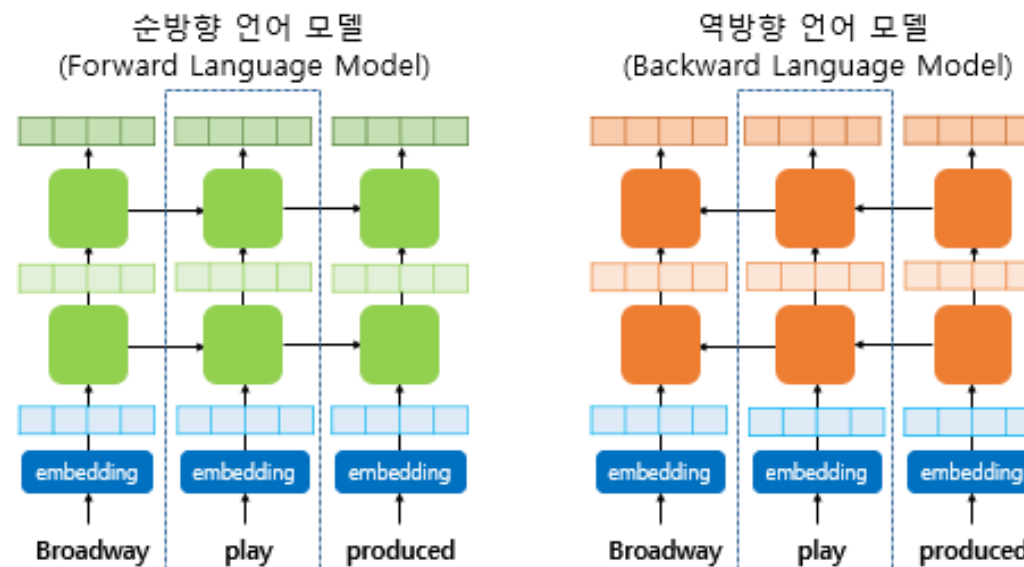 순방향 언어 모델
(Forward Language Model)
embedding embedding embedding
Broadway play produced
역방향 언어 모델
(Backward Language Model)
embedding embedding embedding
Broadway play produced